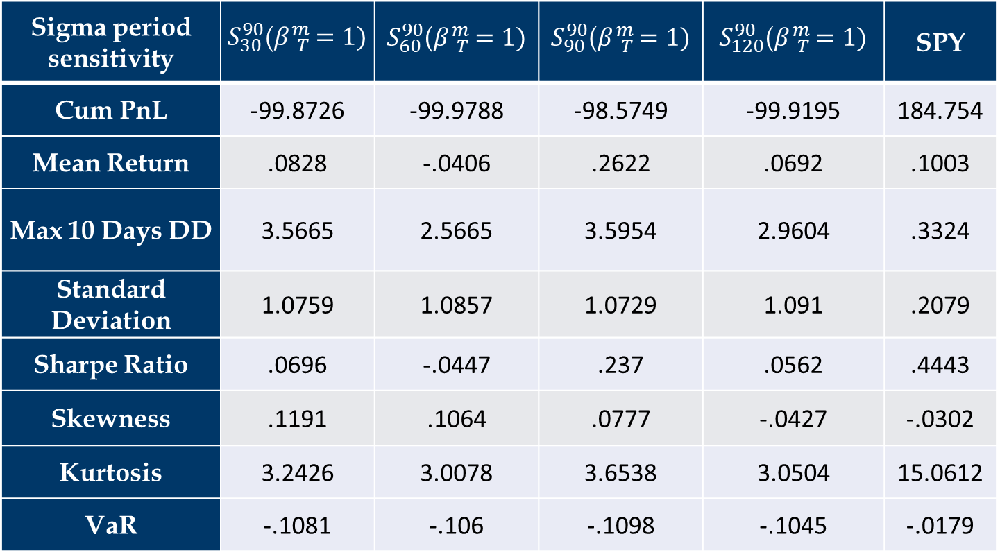 Sigma period sensitivity | $S_{30}^{90}(\beta_T^m = 1)$ | $S_{60}^{90}(\beta_T^m = 1)$ | $S_{90}^{90}(\beta_T^m = 1)$ | $S_{120}^{90}(\beta_T^m = 1)$ | SPY
Cum PnL | -99.8726 | -99.9788 | -98.5749 | -99.9195 | 184.754
Mean Return | .0828 | -.0406 | .2622 | .0692 | .1003
Max 10 Days DD | 3.5665 | 2.5665 | 3.5954 | 2.9604 | .3324
Standard Deviation | 1.0759 | 1.0857 | 1.0729 | 1.091 | .2079
Sharpe Ratio | .0696 | -.0447 | .237 | .0562 | .4443
Skewness | .1191 | .1064 | .0777 | -.0427 | -.0302
Kurtosis | 3.2426 | 3.0078 | 3.6538 | 3.0504 | 15.0612
VaR | -.1081 | -.106 | -.1098 | -.1045 | -.0179